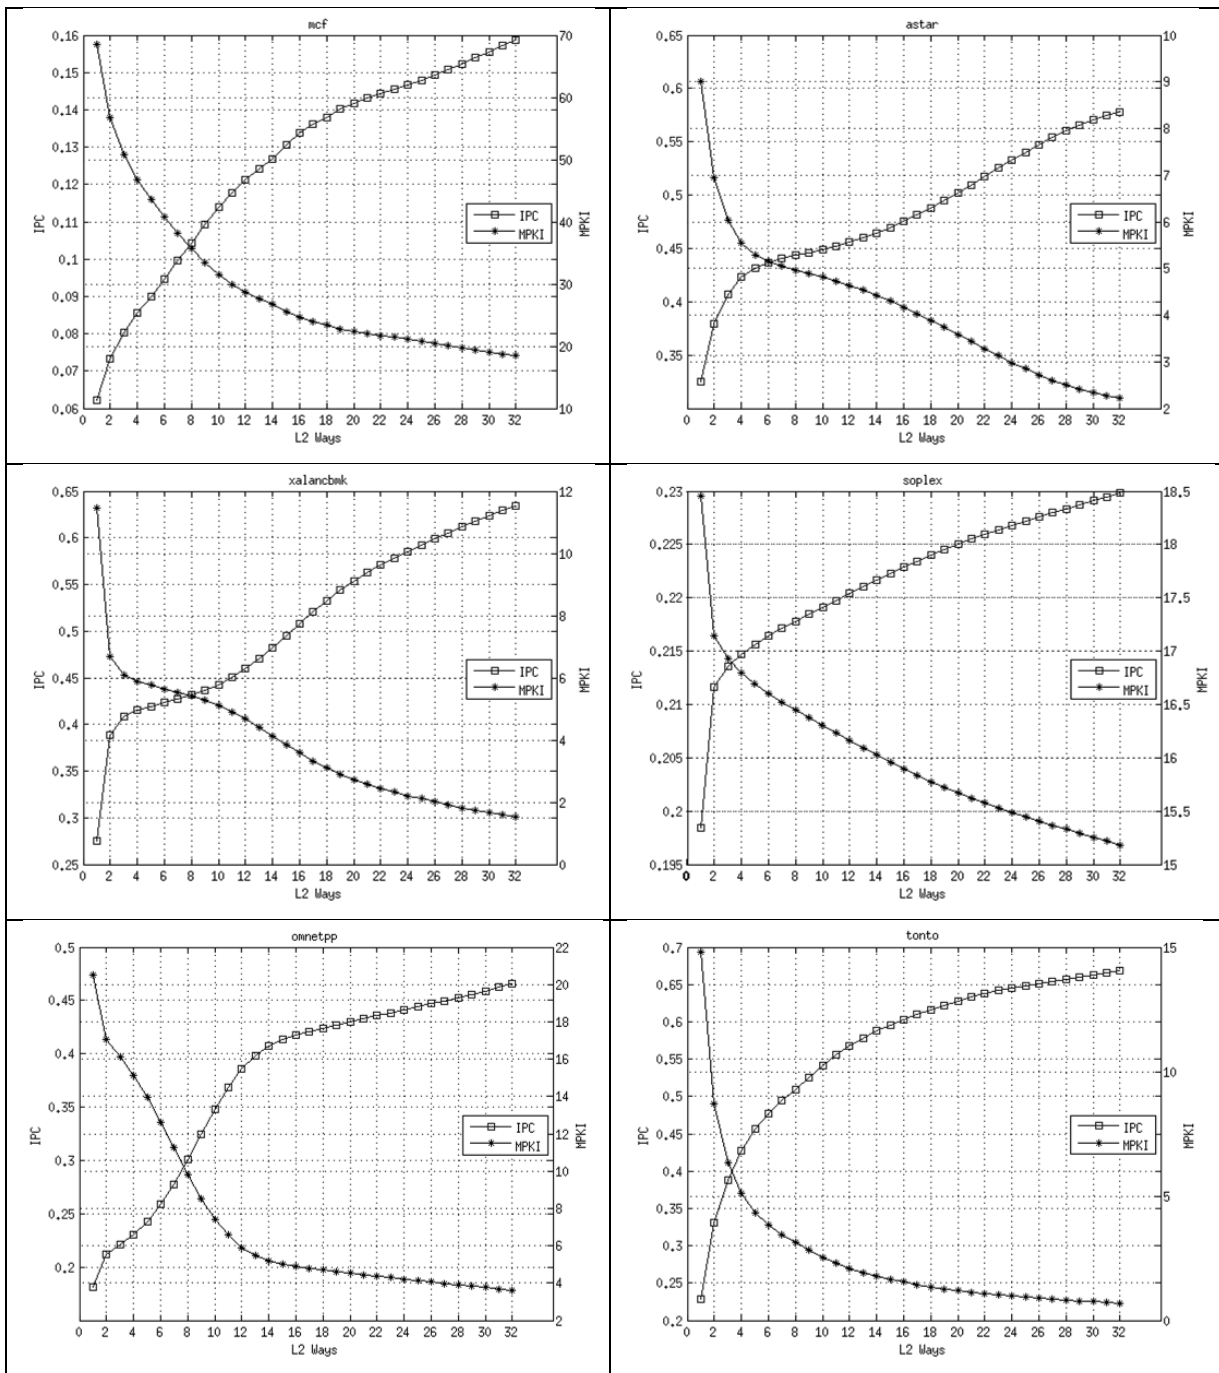 mcf
0.16
0.15
0.14
0.13
0.12
0.11
0.1
0.09
0.08
0.07
0.06
IPC
70
60
50
40
30
20
10
MPKI
IPC
MPKI
0 2 4 6 8 10 12 14 16 18 20 22 24 26 28 30 32
L2 Ways
astar
0.65
0.6
0.55
0.5
0.45
0.4
0.35
IPC
10
9
8
7
6
5
4
3
2
MPKI
IPC
MPKI
0 2 4 6 8 10 12 14 16 18 20 22 24 26 28 30 32
L2 Ways
xalancbmk
0.65
0.6
0.55
0.5
0.45
0.4
0.35
0.3
0.25
IPC
12
10
8
6
4
2
0
MPKI
IPC
MPKI
0 2 4 6 8 10 12 14 16 18 20 22 24 26 28 30 32
L2 Ways
soplex
0.23
0.225
0.22
0.215
0.21
0.205
0.2
0.195
IPC
18.5
18
17.5
17
16.5
16
15.5
15
MPKI
IPC
MPKI
0 2 4 6 8 10 12 14 16 18 20 22 24 26 28 30 32
L2 Ways
omnetpp
0.5
0.45
0.4
0.35
0.3
0.25
0.2
IPC
22
20
18
16
14
12
10
8
6
4
2
MPKI
IPC
MPKI
0 2 4 6 8 10 12 14 16 18 20 22 24 26 28 30 32
L2 Ways
tonto
0.7
0.65
0.6
0.55
0.5
0.45
0.4
0.35
0.3
0.25
0.2
IPC
15
10
5
0
MPKI
IPC
MPKI
0 2 4 6 8 10 12 14 16 18 20 22 24 26 28 30 32
L2 Ways